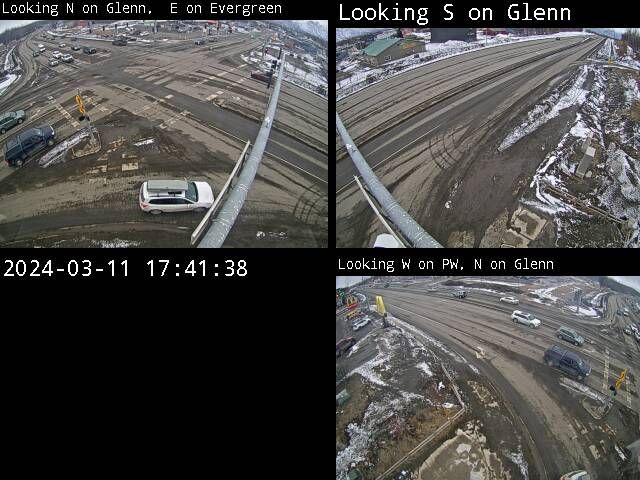 Looking N on Glenn, E on Evergreen
Looking S on Glenn
2024-03-11 17:41:38
Looking W on PW, N on Glenn